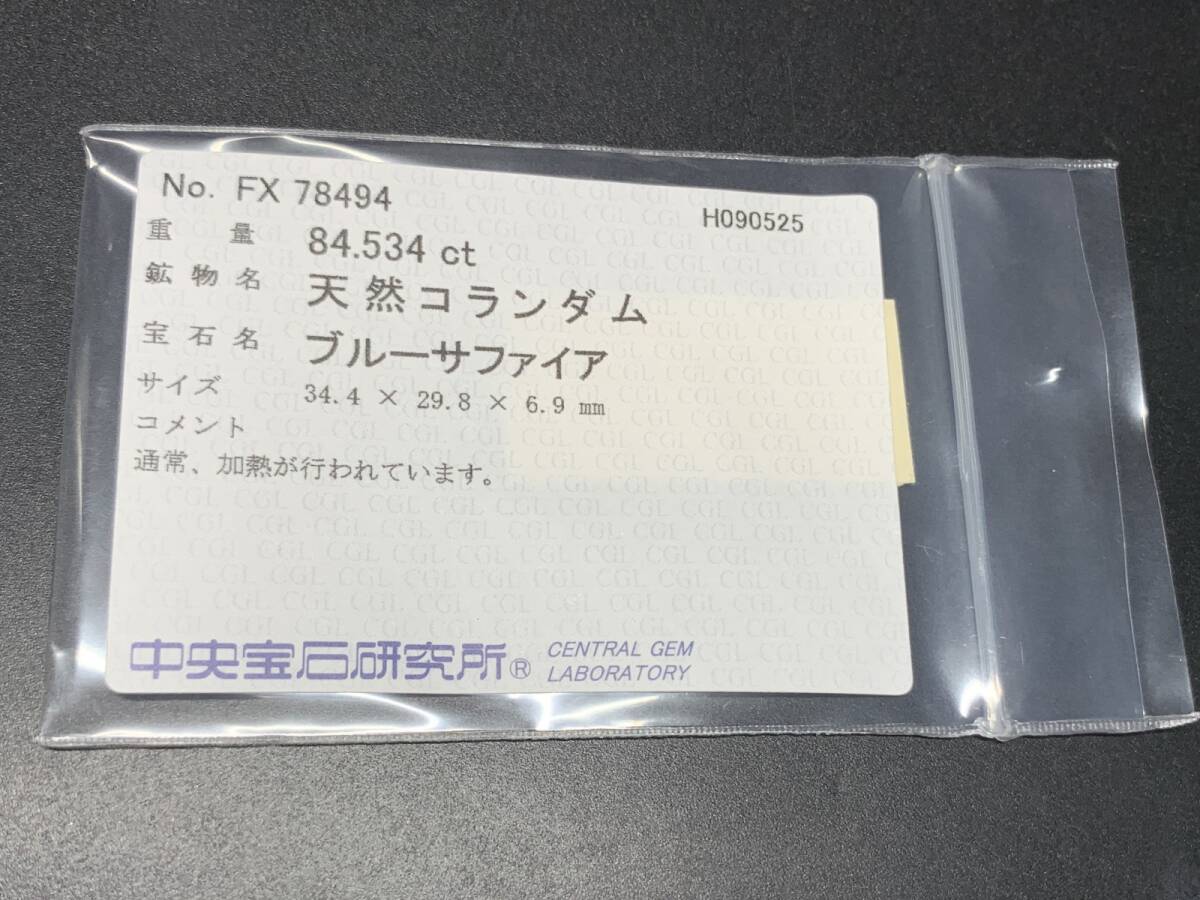 No. FX 78494
H090525
重量 84.534 ct
鉱物名 天然コランダム
宝石名 ブルーサファイア
サイズ 34.4 × 29.8 × 6.9 ㎜
コメント
通常、加熱が行われています。
中央宝石研究所® CENTRAL GEM
LABORATORY